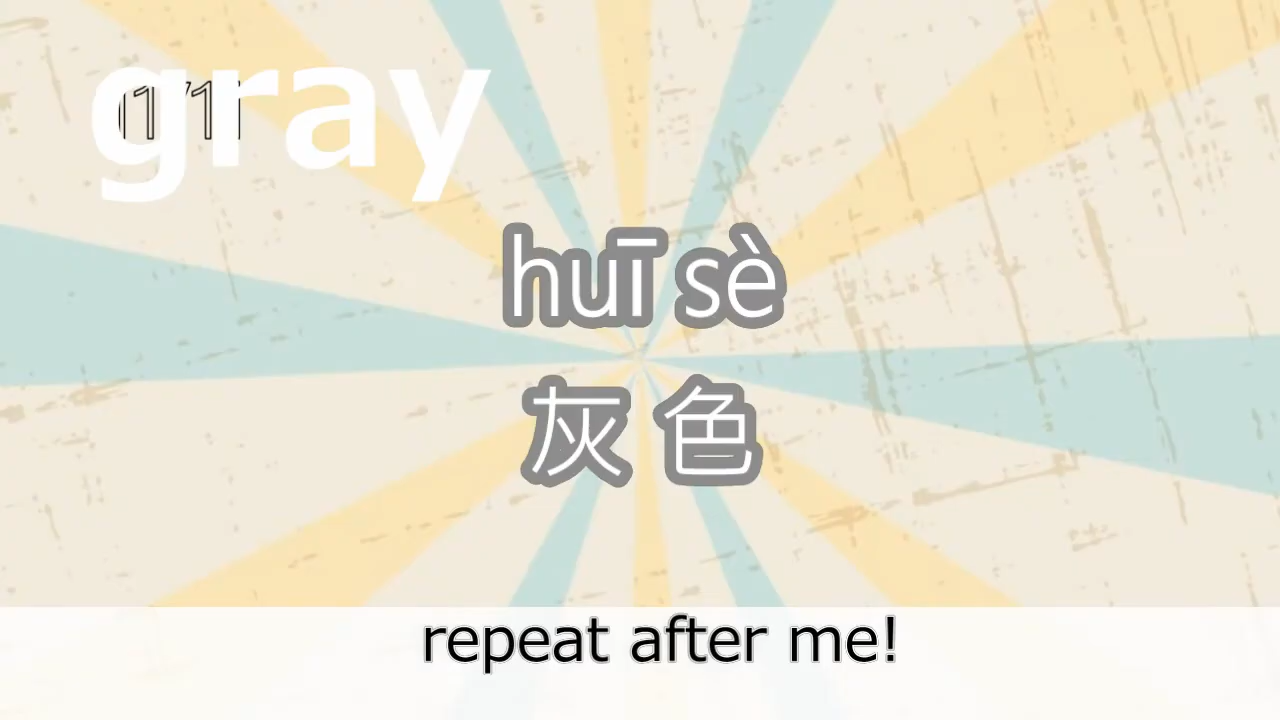 gray
huī sè
灰色
repeat after me!